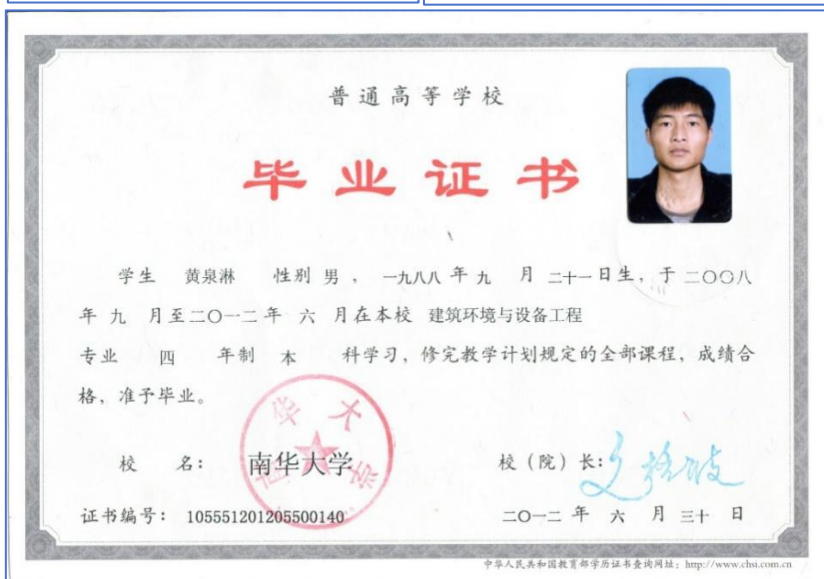 普通高等学校
毕业证书
学生 黄泉淋 性别 男 ， 一九八八 年 九 月 二十一 日生，于 二〇〇八
年 九 月至 二〇一二 年 六 月在本校 建筑环境与设备工程
专业 四 年制 本 科学习，修完教学计划规定的全部课程，成绩合
格，准予毕业。
校 名： 南华大学 校（院）长：
南华大学
证书编号： 105551201205500140 二〇一二 年 六 月 三十 日
中华人民共和国教育部学历证书查询网址：http://www.chsi.com.cn